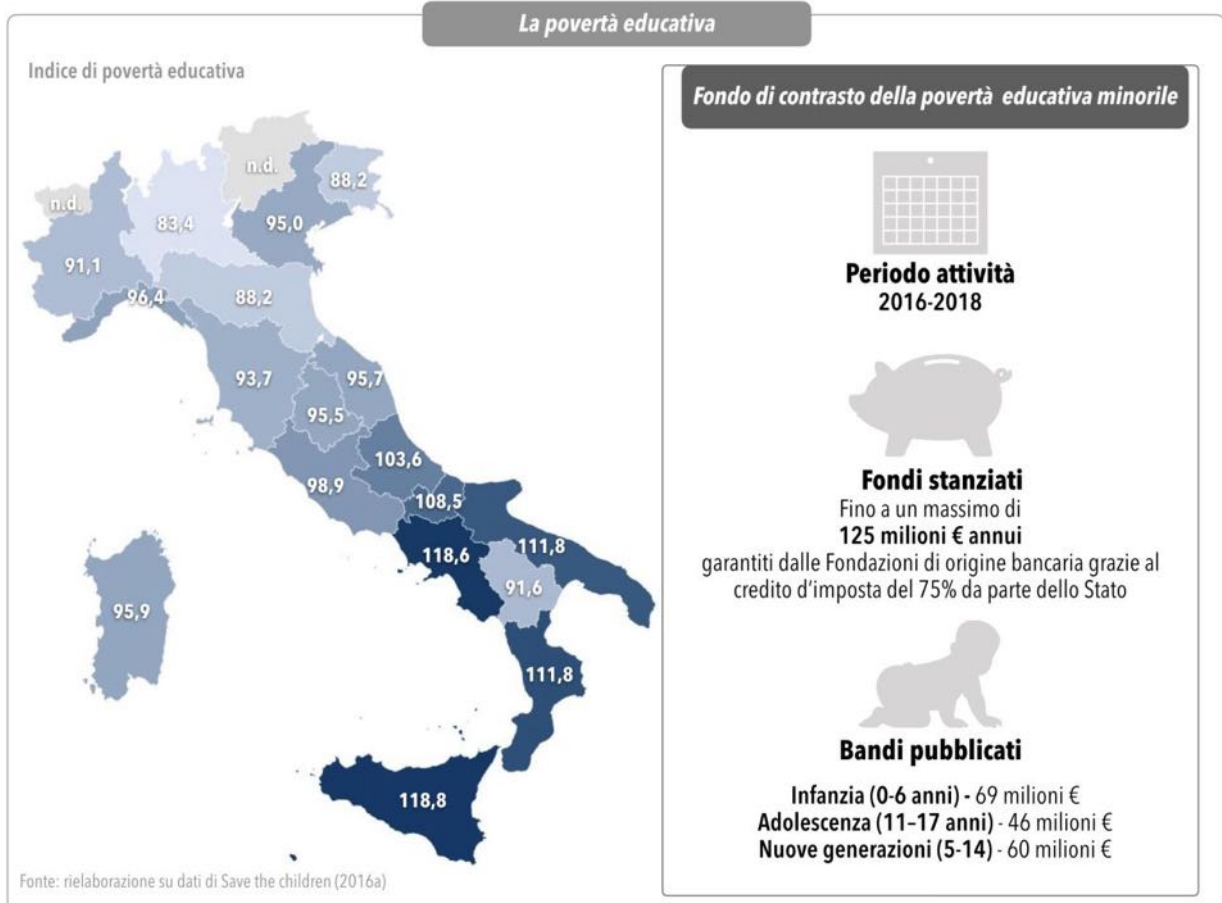 La povertà educativa
Indice di povertà educativa
n.d.
n.d.
88,2
83,4
95,0
91,1
96,4
88,2
93,7
95,7
95,5
103,6
98,9
108,5
118,6
111,8
91,6
95,9
111,8
118,8
Fonte: rielaborazione su dati di Save the children (2016a)
Fondo di contrasto della povertà educativa minorile
Periodo attività
2016-2018
Fondi stanziati
Fino a un massimo di
125 milioni € annui
garantiti dalle Fondazioni di origine bancaria grazie al
credito d'imposta del 75% da parte dello Stato
Bandi pubblicati
Infanzia (0-6 anni) - 69 milioni €
Adolescenza (11–17 anni) - 46 milioni €
Nuove generazioni (5-14) - 60 milioni €